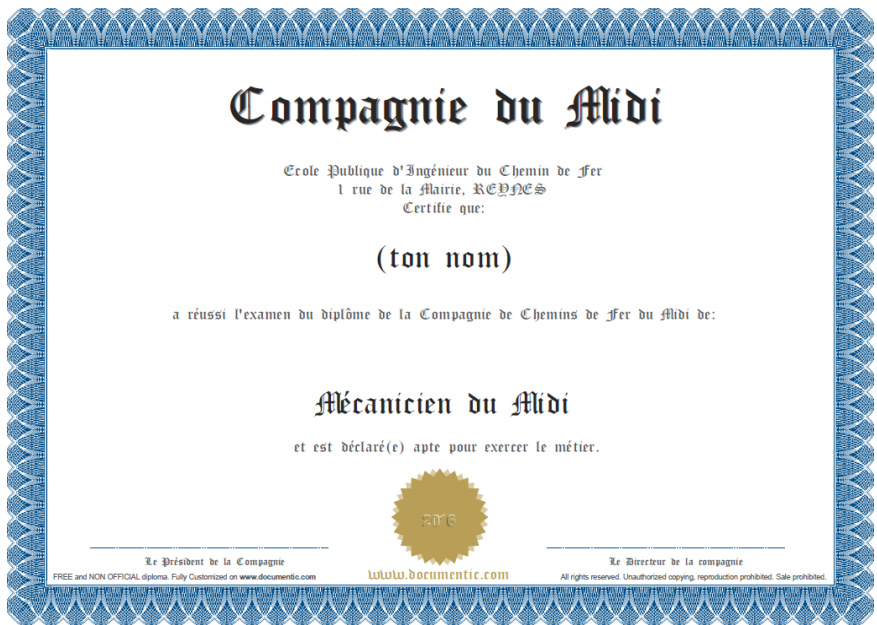 Compagnie du Midi
Ecole Publique d'Ingénieur du Chemin de Fer
1 rue de la Mairie, REYNES
Certifie que:
(ton nom)
a réussi l'examen du diplôme de la Compagnie de Chemins de Fer du Midi de:
Mécanicien du Midi
et est déclaré(e) apte pour exercer le métier.
2016
Le Président de la Compagnie
Le Directeur de la compagnie
FREE and NON OFFICIAL diploma. Fully Customized on www.documentic.com
www.documentic.com
All rights reserved. Unauthorized copying, reproduction prohibited. Sale prohibited.